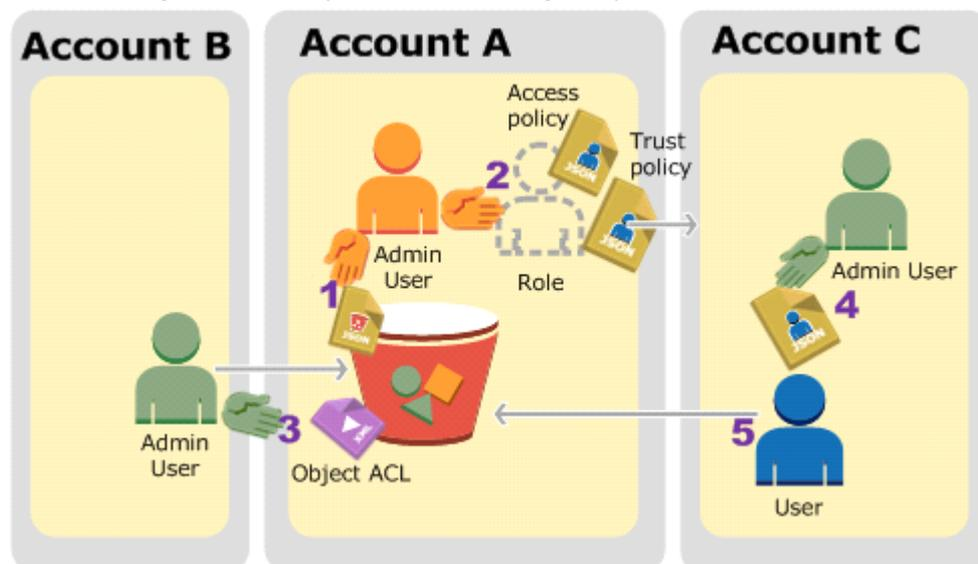 Account B
Account A
Account C
Access
policy
Trust
policy
JSON
JSON
2
Admin
User
Role
1
JSON
Admin User
4
JSON
Admin
User
3
Object ACL
5
User